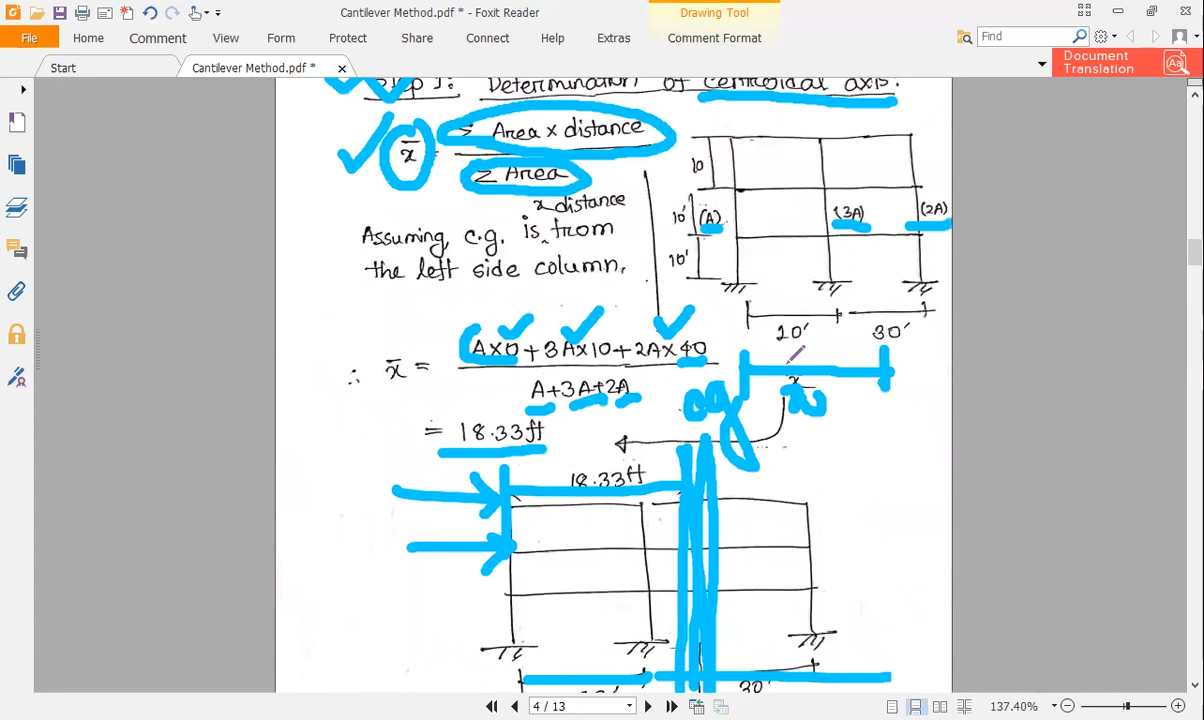 Cantilever Method.pdf * - Foxit Reader
Drawing Tool
File Home Comment View Form Protect Share Connect Help Extras Comment Format
Find
Start
Cantilever Method.pdf *
Document Translation
Step 1: Determination of centroidal axis.
x̄ = Σ Area x distance
Σ Area
x distance
Assuming, c.g. is from
the left side column.
10'
10'
10
(A)
(3A)
(2A)
20'
30'
∴ x̄ = A×0 + 3A×10 + 2A× 40
A+3A+2A
= 18.33ft
x̄
cg
18.33ft
30'
4 / 13
137.40%